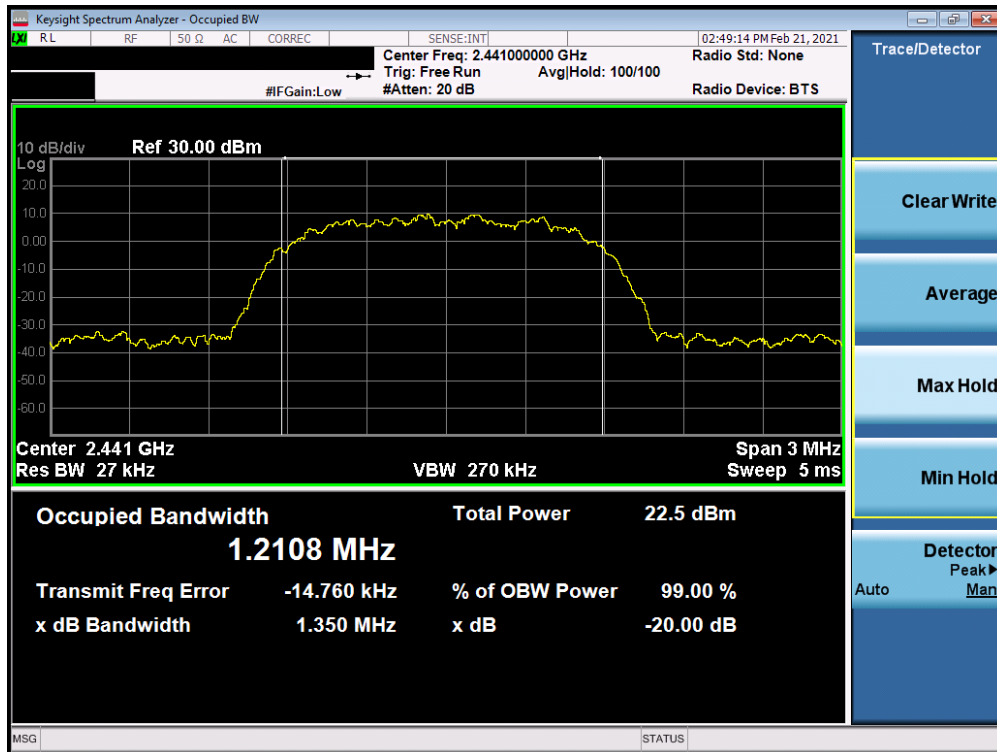 Keysight Spectrum Analyzer - Occupied BW
LXI RL RF 50 Ω AC CORREC SENSE:INT 02:49:14 PM Feb 21, 2021
Center Freq: 2.441000000 GHz Radio Std: None
Trig: Free Run Avg|Hold: 100/100
#IFGain:Low #Atten: 20 dB Radio Device: BTS
10 dB/div Ref 30.00 dBm
Log
20.0
10.0
0.00
-10.0
-20.0
-30.0
-40.0
-50.0
-60.0
Center 2.441 GHz Span 3 MHz
Res BW 27 kHz VBW 270 kHz Sweep 5 ms
Occupied Bandwidth Total Power 22.5 dBm
1.2108 MHz
Transmit Freq Error -14.760 kHz % of OBW Power 99.00 %
x dB Bandwidth 1.350 MHz x dB -20.00 dB
Trace/Detector
Clear Write
Average
Max Hold
Min Hold
Detector
Peak▶
Auto Man
MSG STATUS